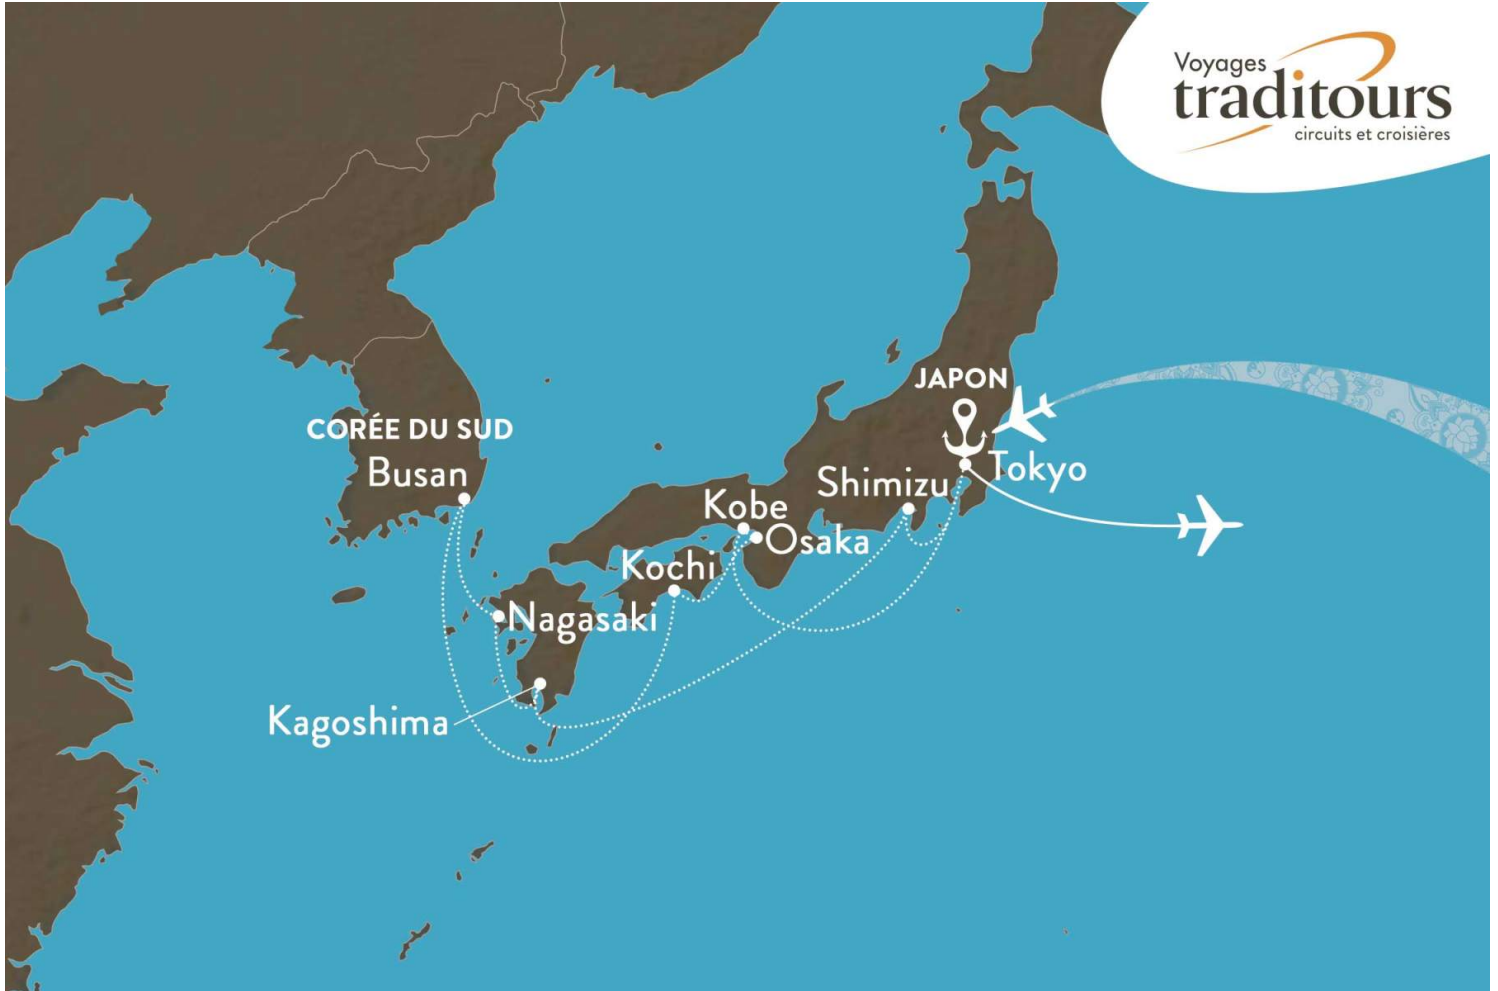 Voyages
traditours
circuits et croisières
JAPON
CORÉE DU SUD
Busan
Tokyo
Shimizu
Kobe
Osaka
Kochi
Nagasaki
Kagoshima